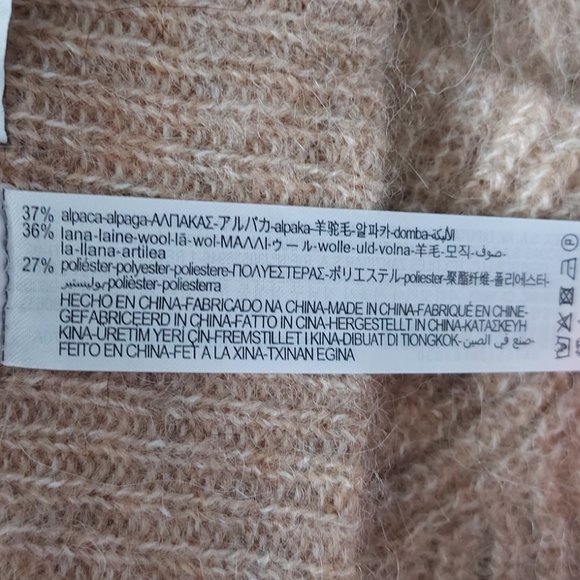 37% alpaca-alpaga-ΑΛΠΑΚΑΣ-アルパカ-alpaka-羊驼毛-알파카-domba-الألبكة
36% lana-laine-wool-lã-wol-ΜΑΛΛΙ-ウール-wolle-uld-volna-羊毛-모직-صوف-
la-llana-artilea
27% poliéster-polyester-poliestere-ΠΟΛΥΕΣΤΕΡΑΣ-ポリエステル-poliester-聚酯纤维-폴리에스터-
بوليستير-polièster-poliesterra
HECHO EN CHINA-FABRICADO NA CHINA-MADE IN CHINA-FABRIQUÉ EN CHINE-
GEFABRICEERD IN CHINA-FATTO IN CINA-HERGESTELLT IN CHINA-ΚΑΤΑΣΚΕΥΗ
ΚΙΝΑ-ÜRETİM YERİ ÇİN-FREMSTILLET I KINA-DIBUAT DI TIONGKOK-صنع في الصين-
FEITO EN CHINA-FET A LA XINA-TXINAN EGINA
P